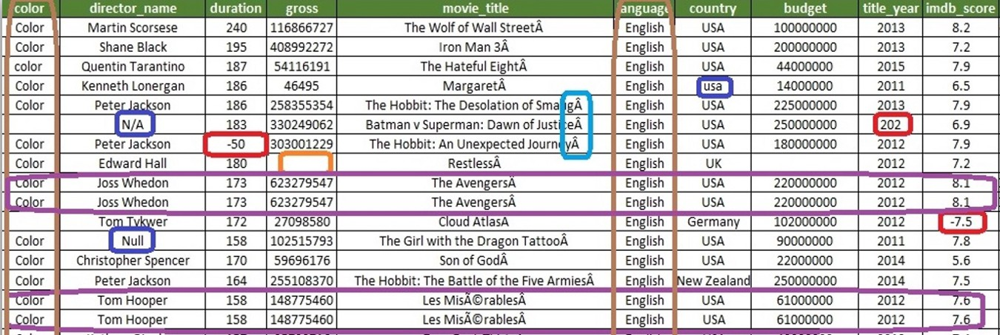 color director_name duration gross movie_title anguage country budget title_year imdb_score
Color Martin Scorsese 240 116866727 The Wolf of Wall StreetÂ English USA 100000000 2013 8.2
Color Shane Black 195 408992272 Iron Man 3Â English USA 200000000 2013 7.2
color Quentin Tarantino 187 54116191 The Hateful EightÂ English USA 44000000 2015 7.9
Color Kenneth Lonergan 186 46495 MargaretÂ English usa 14000000 2011 6.5
Color Peter Jackson 186 258355354 The Hobbit: The Desolation of SmaugÂ English USA 225000000 2013 7.9
N/A 183 330249062 Batman v Superman: Dawn of JusticeÂ English USA 250000000 202 6.9
Color Peter Jackson -50 303001229 The Hobbit: An Unexpected JourneyÂ English USA 180000000 2012 7.9
Color Edward Hall 180 RestlessÂ English UK 2012 7.2
Color Joss Whedon 173 623279547 The AvengersÂ English USA 220000000 2012 8.1
Color Joss Whedon 173 623279547 The AvengersÂ English USA 220000000 2012 8.1
Tom Tykwer 172 27098580 Cloud AtlasÂ English Germany 102000000 2012 -7.5
Color Null 158 102515793 The Girl with the Dragon TattooÂ English USA 90000000 2011 7.8
Color Christopher Spencer 170 59696176 Son of GodÂ English USA 22000000 2014 5.6
Color Peter Jackson 164 255108370 The Hobbit: The Battle of the Five ArmiesÂ English New Zealand 250000000 2014 7.5
Color Tom Hooper 158 148775460 Les MisÃ©rablesÂ English USA 61000000 2012 7.6
Color Tom Hooper 158 148775460 Les MisÃ©rablesÂ English USA 61000000 2012 7.6